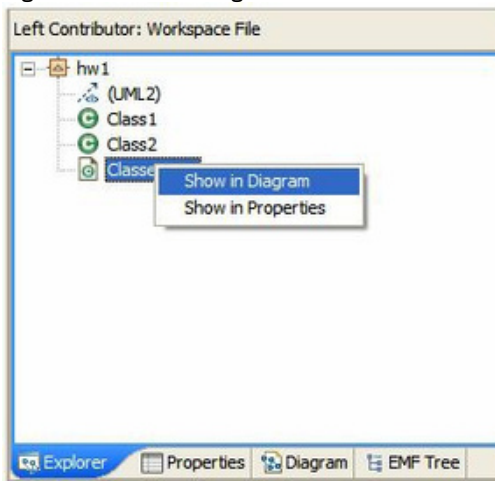 Left Contributor: Workspace File
hw1
(UML2)
Class1
Class2
Show in Diagram
Show in Properties
Explorer
Properties
Diagram
EMF Tree